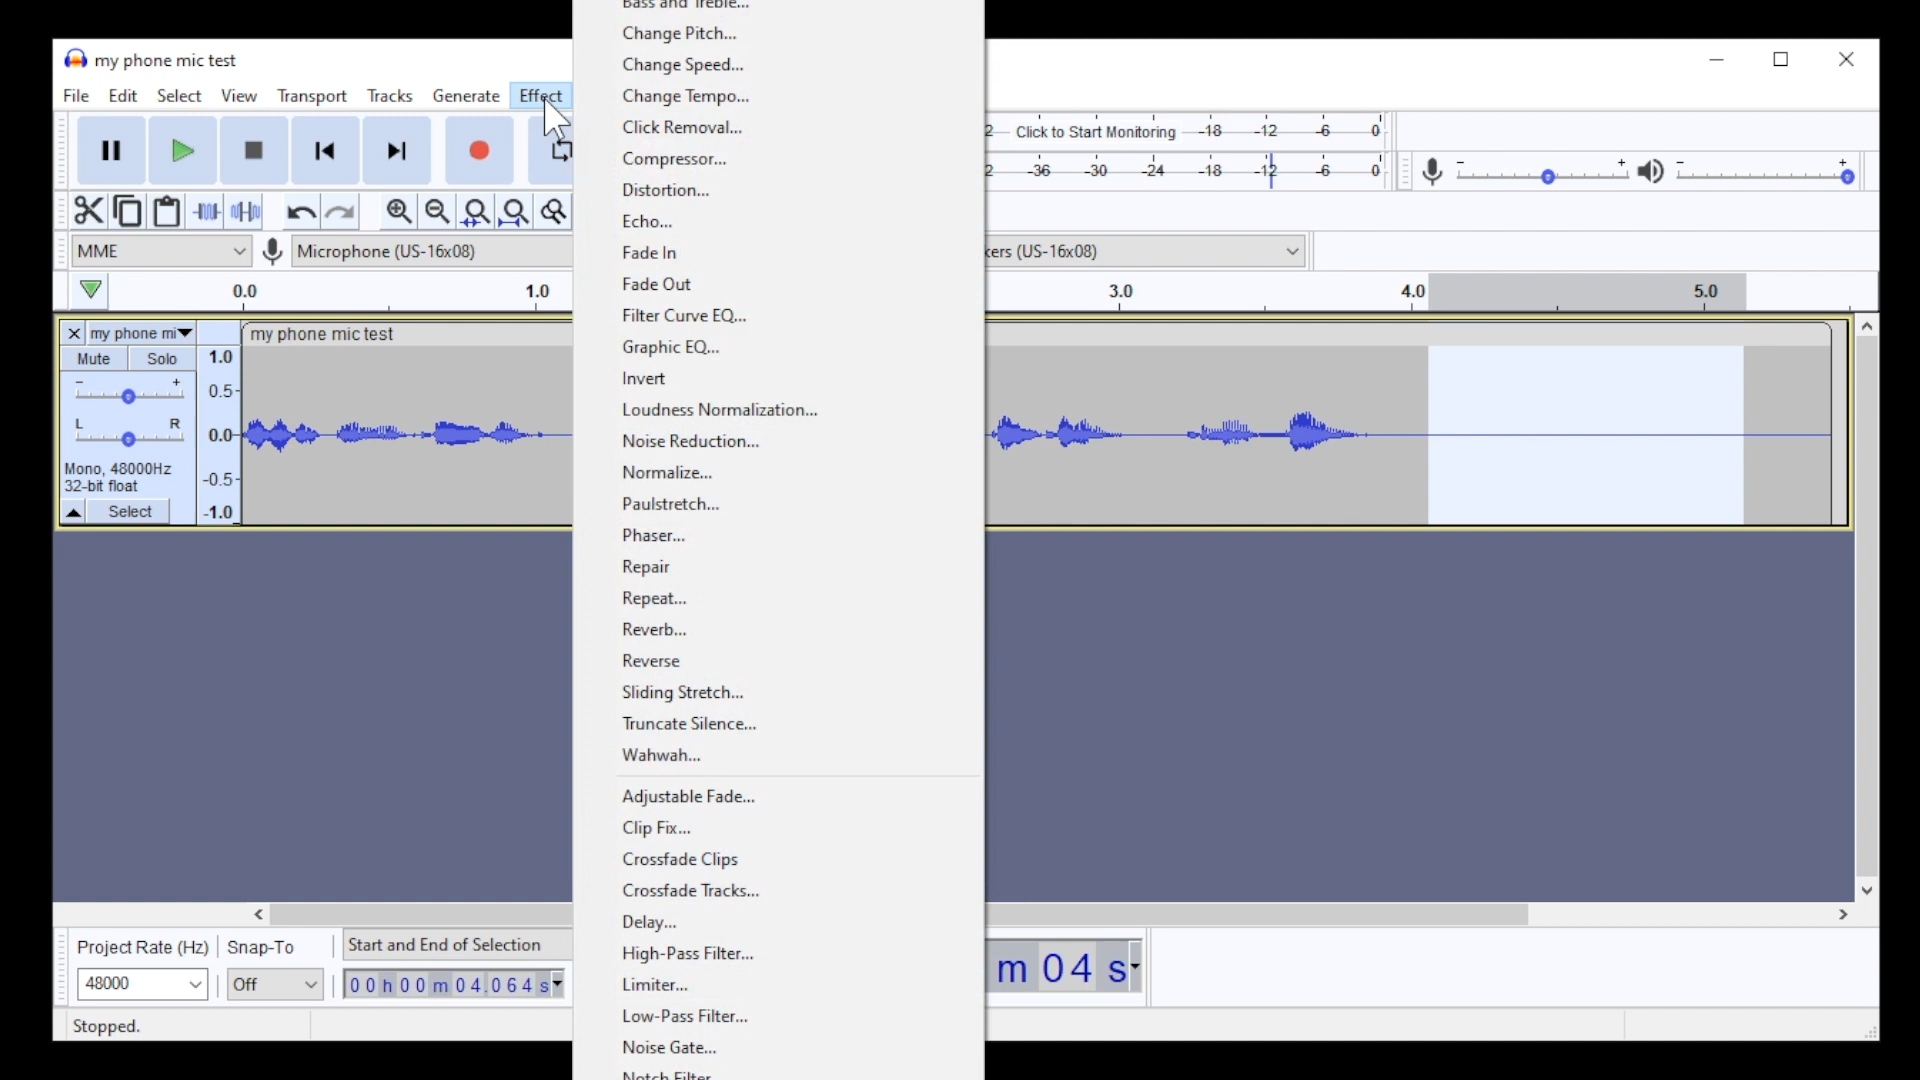 my phone mic test
File Edit Select View Transport Tracks Generate Effect
Bass and Treble...
Change Pitch...
Change Speed...
Change Tempo...
Click Removal...
Compressor...
Distortion...
Echo...
Fade In
Fade Out
Filter Curve EQ...
Graphic EQ...
Invert
Loudness Normalization...
Noise Reduction...
Normalize...
Paulstretch...
Phaser...
Repair
Repeat...
Reverb...
Reverse
Sliding Stretch...
Truncate Silence...
Wahwah...
Adjustable Fade...
Clip Fix...
Crossfade Clips
Crossfade Tracks...
Delay...
High-Pass Filter...
Limiter...
Low-Pass Filter...
Noise Gate...
Notch Filter
2 Click to Start Monitoring -18 -12 -6 0
2 -36 -30 -24 -18 -12 -6 0
- + - +
MME Microphone (US-16x08) kers (US-16x08)
0.0 1.0 3.0 4.0 5.0
my phone mi my phone mic test
Mute Solo
- +
L R
Mono, 48000Hz
32-bit float
Select
1.0
0.5
0.0
-0.5
-1.0
Project Rate (Hz) Snap-To Start and End of Selection
48000 Off 00 h 00 m 04.064 s m 04 s
Stopped.